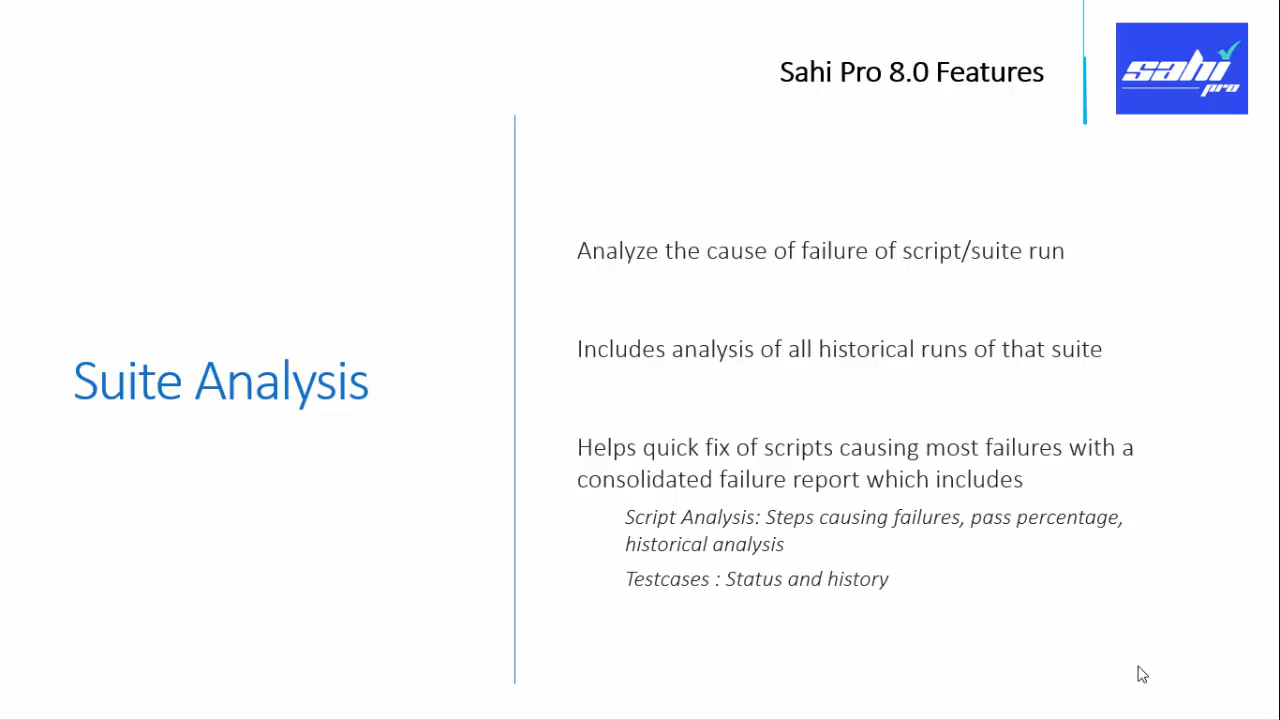 Sahi Pro 8.0 Features
sahi
pro
Suite Analysis
Analyze the cause of failure of script/suite run
Includes analysis of all historical runs of that suite
Helps quick fix of scripts causing most failures with a
consolidated failure report which includes
Script Analysis: Steps causing failures, pass percentage,
historical analysis
Testcases : Status and history